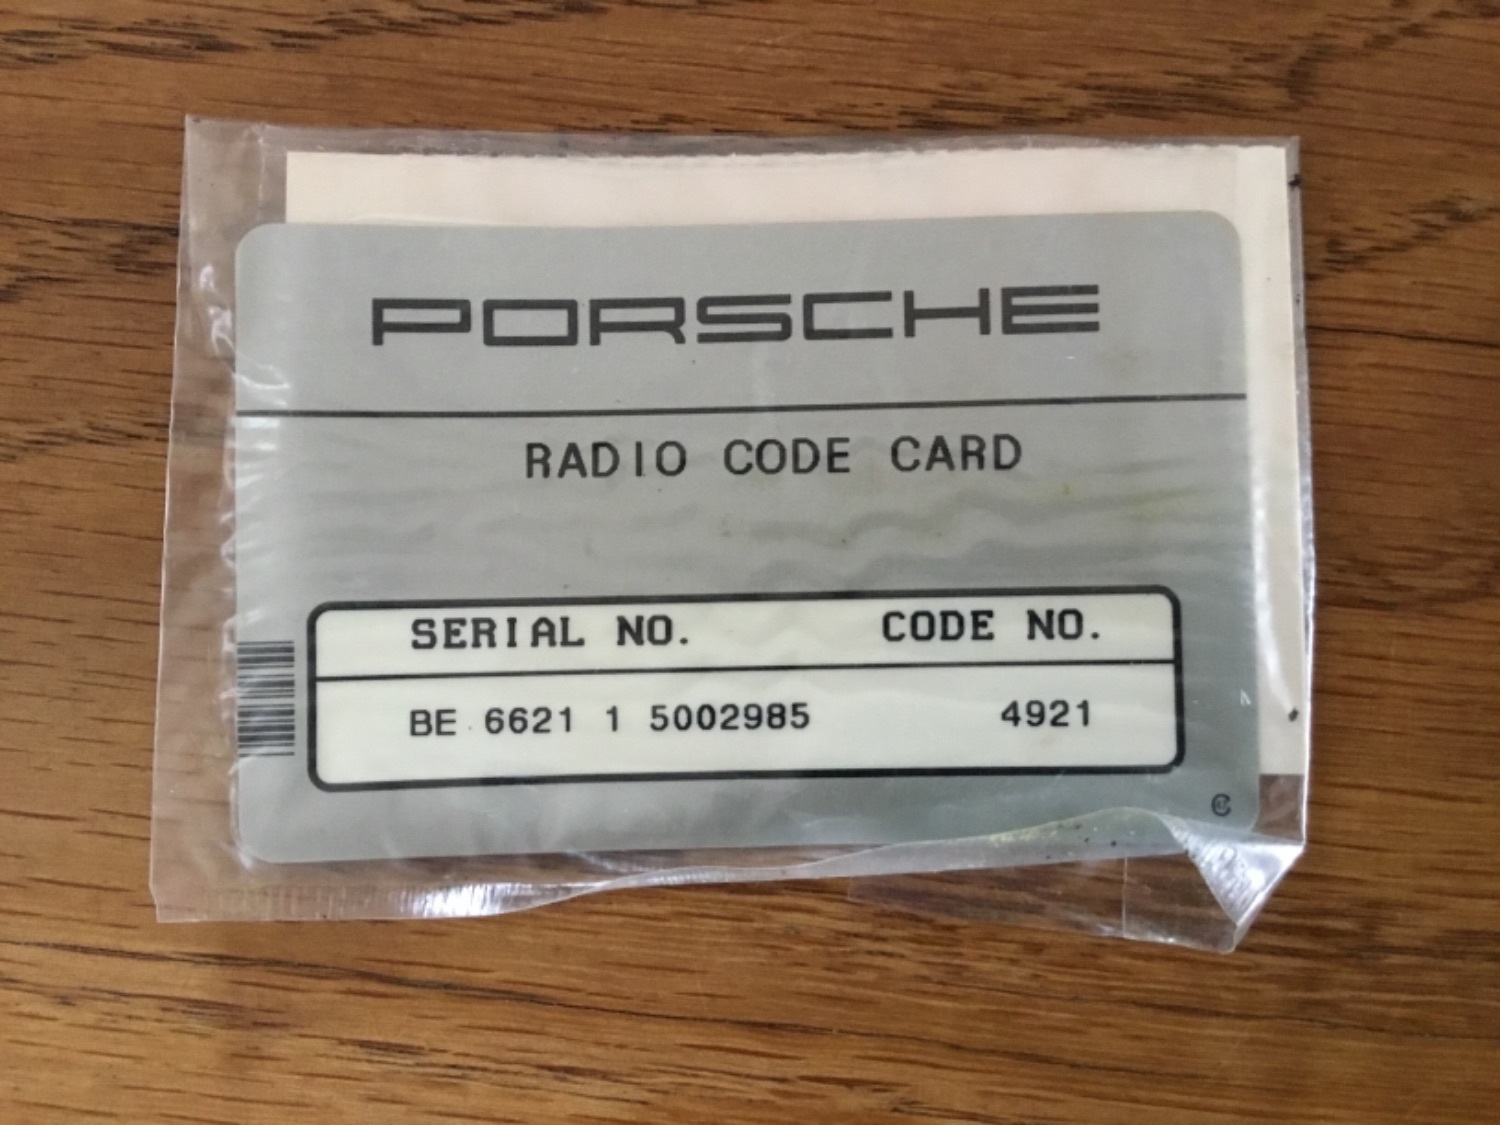 PORSCHE
RADIO CODE CARD
SERIAL NO. CODE NO.
BE 6621 1 5002985 4921